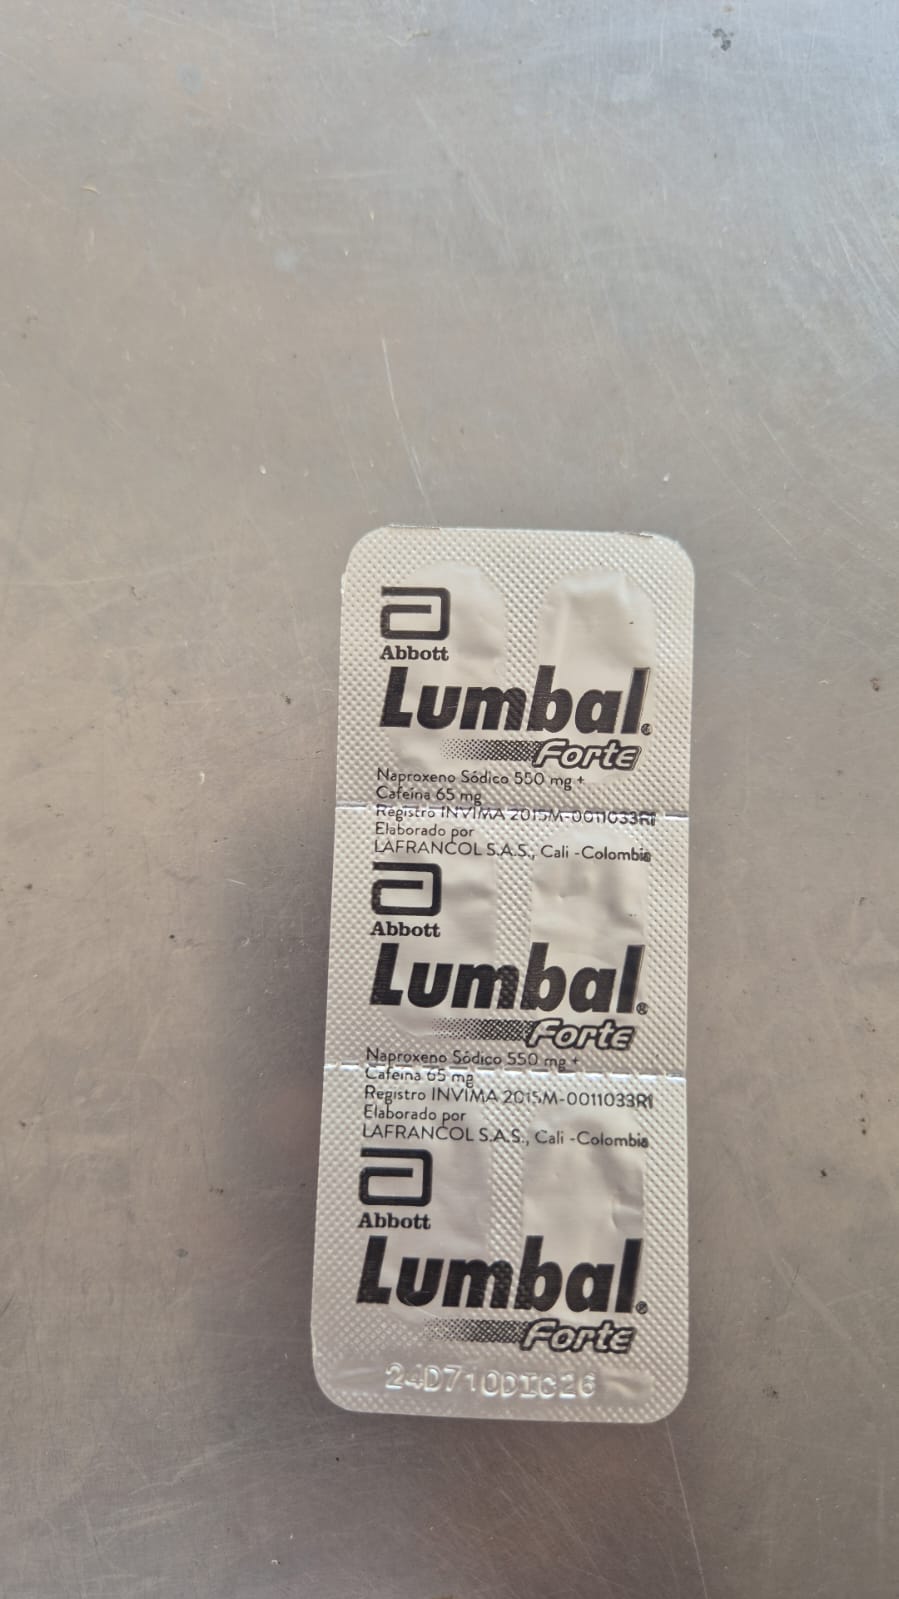 Abbott
Lumbal®
Forte
Naproxeno Sódico 550 mg +
Cafeína 65 mg
Registro INVIMA 2015M-0011033R1
Elaborado por
LAFRANCOL S.A.S., Cali -Colombia
Abbott
Lumbal®
Forte
Naproxeno Sódico 550 mg +
Cafeína 65 mg
Registro INVIMA 2015M-0011033R1
Elaborado por
LAFRANCOL S.A.S., Cali -Colombia
Abbott
Lumbal®
Forte
24D710DIC26